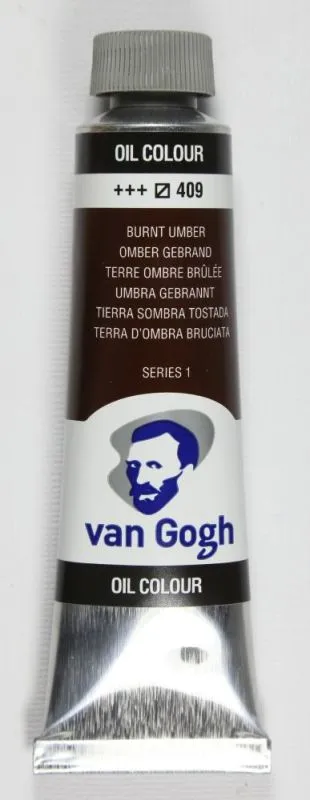 OIL COLOUR
+++ 409
BURNT UMBER
OMBER GEBRAND
TERRE OMBRE BRÛLÉE
UMBRA GEBRANNT
TIERRA SOMBRA TOSTADA
TERRA D'OMBRA BRUCIATA
SERIES 1
van Gogh
OIL COLOUR